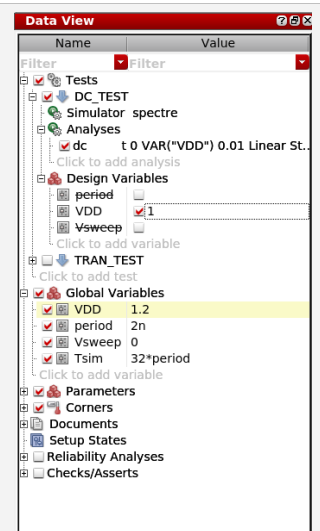 Data View
Name Value
Filter Filter
Tests
DC_TEST
Simulator spectre
Analyses
dc t 0 VAR("VDD") 0.01 Linear St..
Click to add analysis
Design Variables
period
VDD 1
Vsweep
Click to add variable
TRAN_TEST
Click to add test
Global Variables
VDD 1.2
period 2n
Vsweep 0
Tsim 32*period
Click to add variable
Parameters
Corners
Documents
Setup States
Reliability Analyses
Checks/Asserts